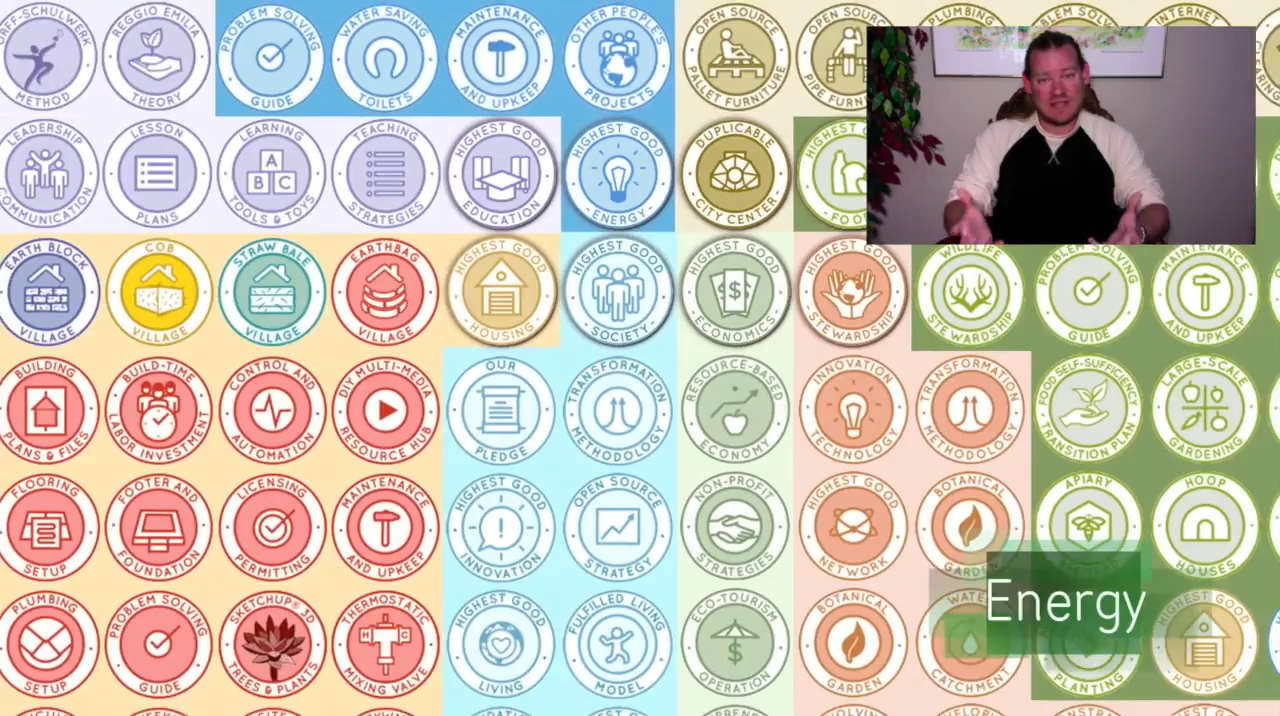 ORFF-SCHULWERK METHOD
REGGIO EMILIA THEORY
PROBLEM SOLVING GUIDE
WATER SAVING TOILETS
MAINTENANCE AND UPKEEP
OTHER PEOPLE'S PROJECTS
OPEN SOURCE PALLET FURNITURE
OPEN SOURCE PIPE
PLUMBING
PROBLEM
INTERNET
LEADERSHIP COMMUNICATION
LESSON PLANS
LEARNING TOOLS & TOYS
A
B C
TEACHING STRATEGIES
HIGHEST GOOD EDUCATION
HIGHEST GOOD -ENERGY-
DUPLICABLE CITY CENTER
HIGHEST
EARTH BLOCK VILLAGE
COB VILLAGE
STRAW BALE VILLAGE
EARTHBAG VILLAGE
HIGHEST GOOD HOUSING
HIGHEST GOOD SOCIETY
HIGHEST GOOD ECONOMICS
$
HIGHEST GOOD STEWARDSHIP
WILDLIFE STEWARDSHIP
PROBLEM SOLVING GUIDE
MAINTENANCE AND UPKEEP
BUILDING PLANS & FILES
BUILD-TIME LABOR INVESTMENT
CONTROL AND AUTOMATION
DIY MULTI-MEDIA RESOURCE HUB
OUR PLEDGE
TRANSFORMATION METHODOLOGY
RESOURCE-BASED ECONOMY
INNOVATION TECHNOLOGY
TRANSFORMATION METHODOLOGY
FOOD SELF-SUFFICIENCY TRANSITION PLAN
LARGE-SCALE GARDENING
FLOORING SETUP
FOOTER AND FOUNDATION
LICENSING PERMITTING
MAINTENANCE AND UPKEEP
HIGHEST GOOD INNOVATION
!
OPEN SOURCE STRATEGY
NON-PROFIT STRATEGIES
HIGHEST GOOD NETWORK
BOTANICAL GARDEN
APIARY
HOOP HOUSES
Energy
PLUMBING SETUP
PROBLEM SOLVING GUIDE
SKETCHUP® 3D TREES & PLANTS
THERMOSTATIC MIXING VALVE
H C
HIGHEST GOOD LIVING
FULFILLED LIVING MODEL
ECO-TOURISM OPERATION
$
BOTANICAL GARDEN
WATER CATCHMENT
PLANTING
HIGHEST GOOD HOUSING